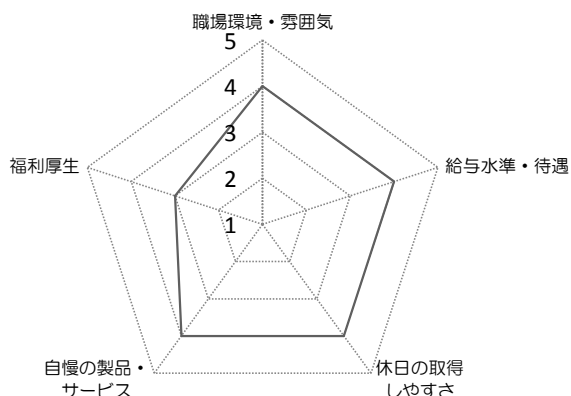 職場環境・雰囲気
5
4
3
2
1
給与水準・待遇
休日の取得
しやすさ
自慢の製品・
サービス
福利厚生